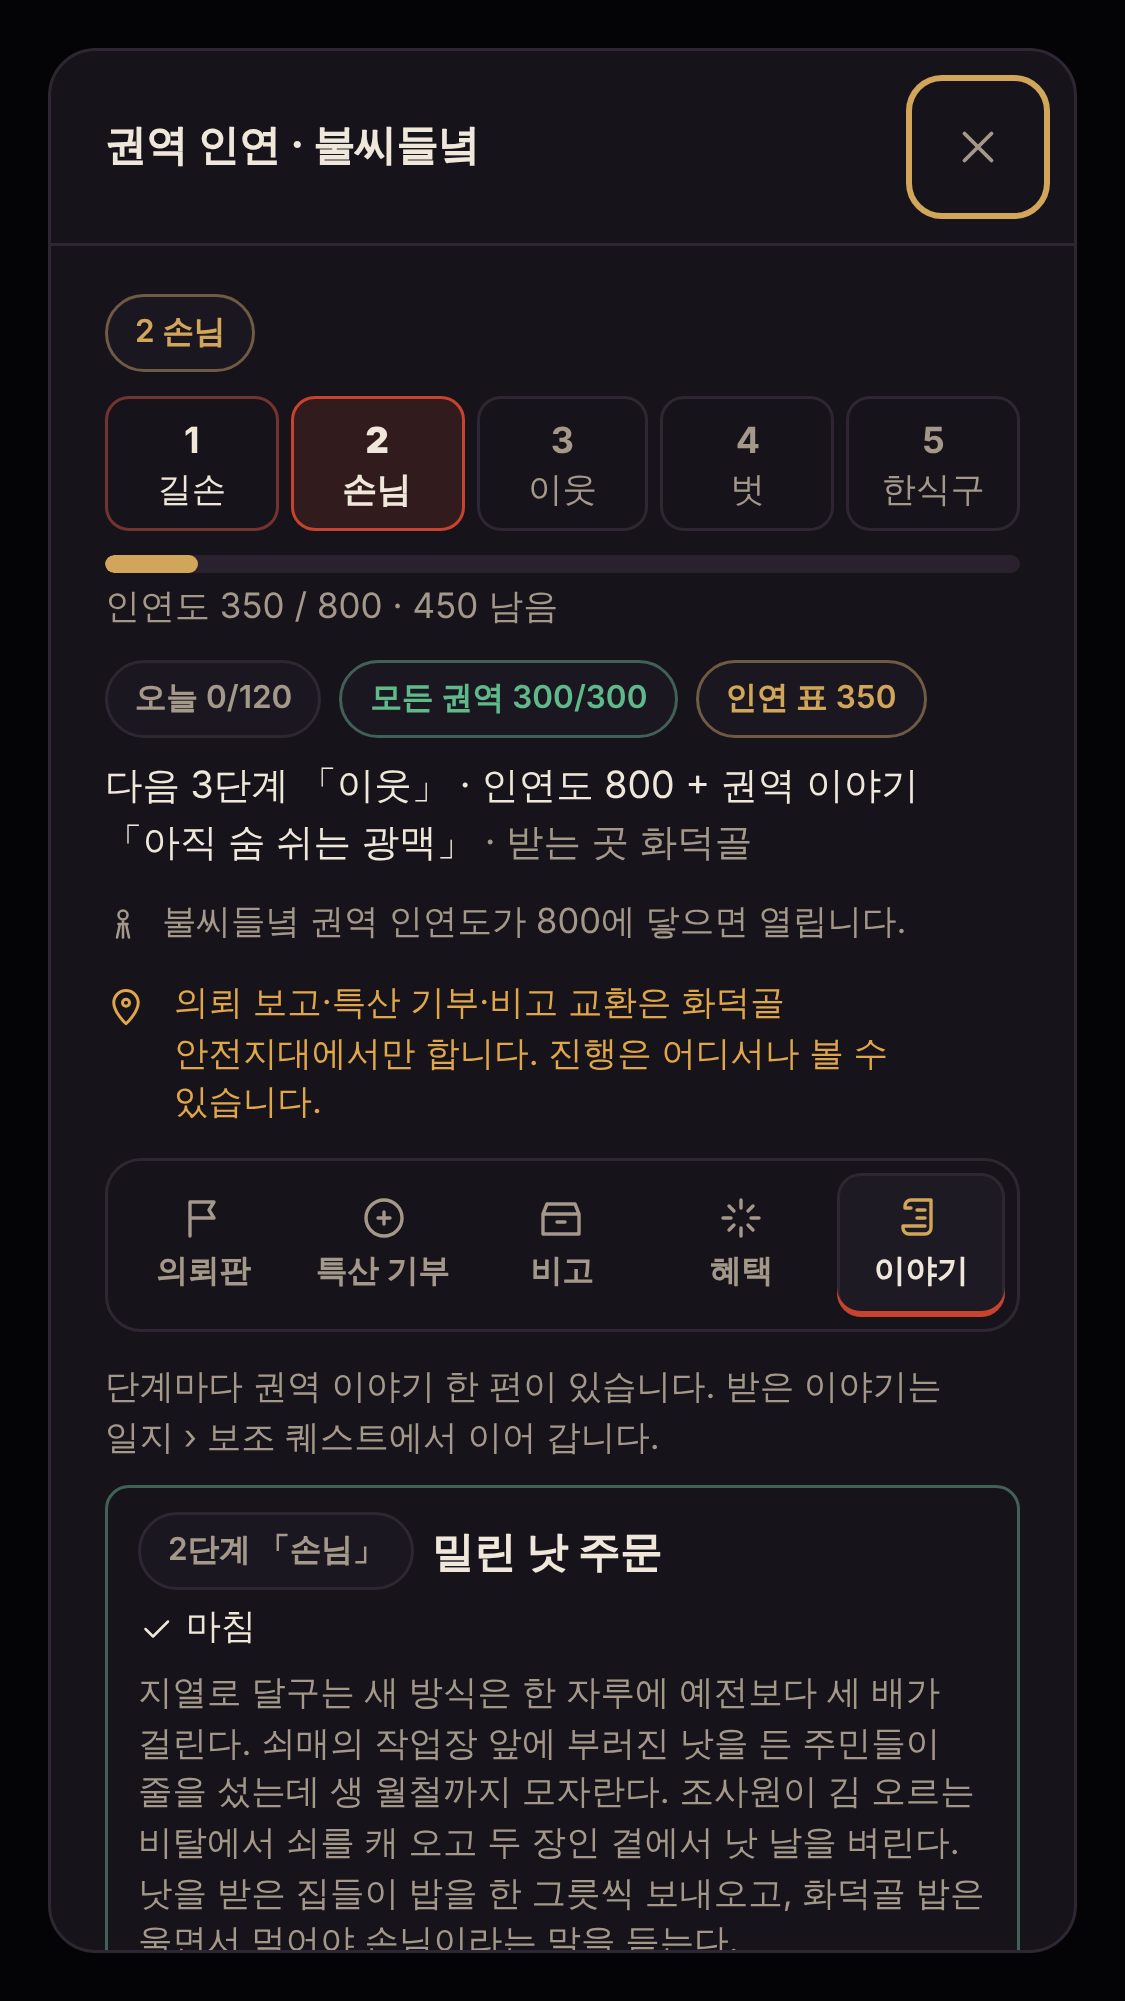 권역 인연 · 불씨들녘
2 손님
1
길손
2
손님
3
이웃
4
벗
5
한식구
인연도 350 / 800 · 450 남음
오늘 0/120
모든 권역 300/300
인연 표 350
다음 3단계 「이웃」 · 인연도 800 + 권역 이야기
「아직 숨 쉬는 광맥」 · 받는 곳 화덕골
불씨들녘 권역 인연도가 800에 닿으면 열립니다.
의뢰 보고·특산 기부·비고 교환은 화덕골
안전지대에서만 합니다. 진행은 어디서나 볼 수
있습니다.
의뢰판
특산 기부
비고
혜택
이야기
단계마다 권역 이야기 한 편이 있습니다. 받은 이야기는
일지 › 보조 퀘스트에서 이어 갑니다.
2단계 「손님」
밀린 낫 주문
마침
지열로 달구는 새 방식은 한 자루에 예전보다 세 배가
걸린다. 쇠매의 작업장 앞에 부러진 낫을 든 주민들이
줄을 섰는데 생 월철까지 모자란다. 조사원이 김 오르는
비탈에서 쇠를 캐 오고 두 장인 곁에서 낫 날을 벼린다.
낫을 받은 집들이 밥을 한 그릇씩 보내오고, 화덕골 밥은
울면서 먹어야 손님이라는 말을 듣는다.